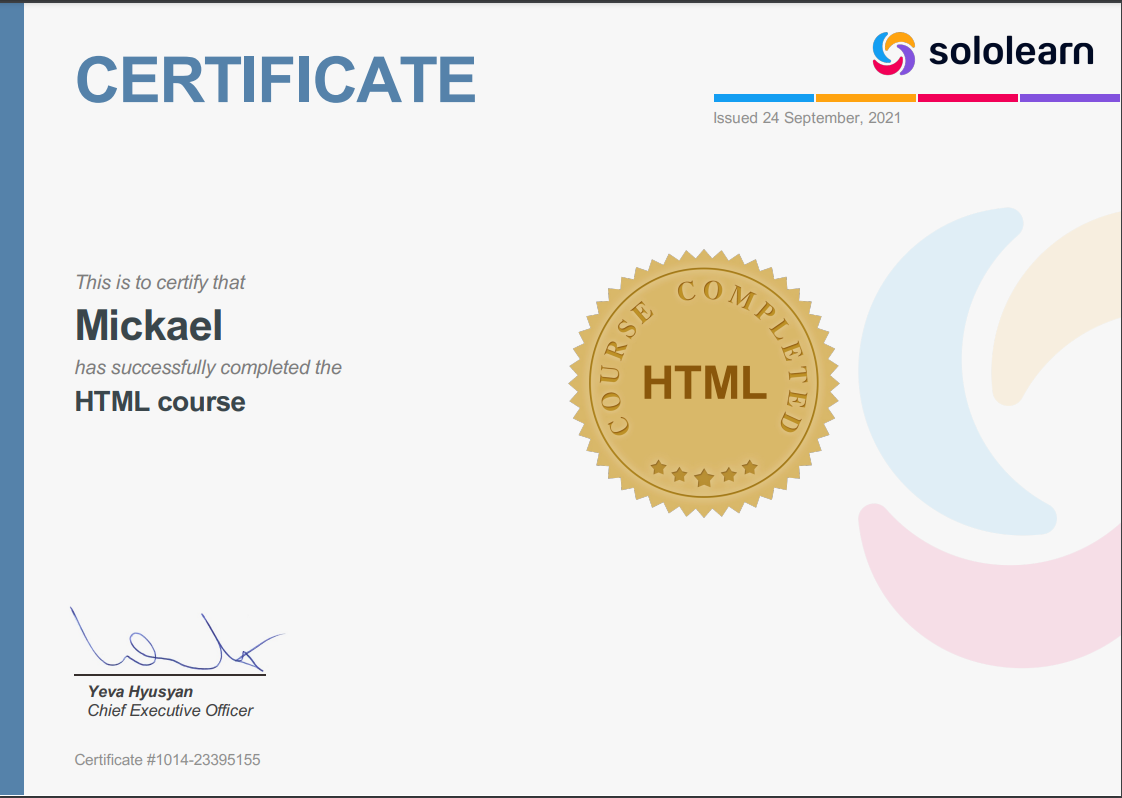 CERTIFICATE
sololearn
Issued 24 September, 2021
This is to certify that
Mickael
has successfully completed the
HTML course
COURSE COMPLETED
HTML
Yeva Hyusyan
Chief Executive Officer
Certificate #1014-23395155